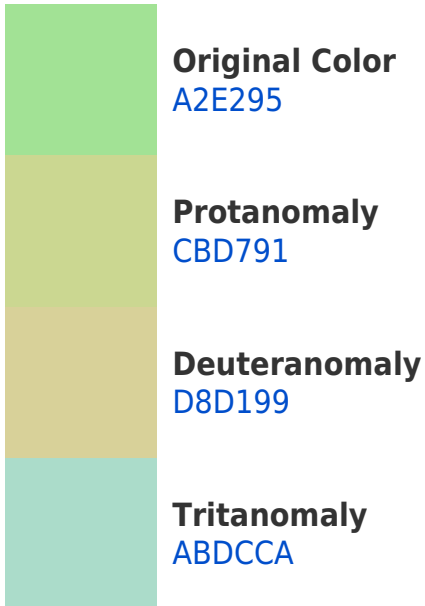 Original Color
A2E295
Protanomaly
CBD791
Deuteranomaly
D8D199
Tritanomaly
ABDCCA